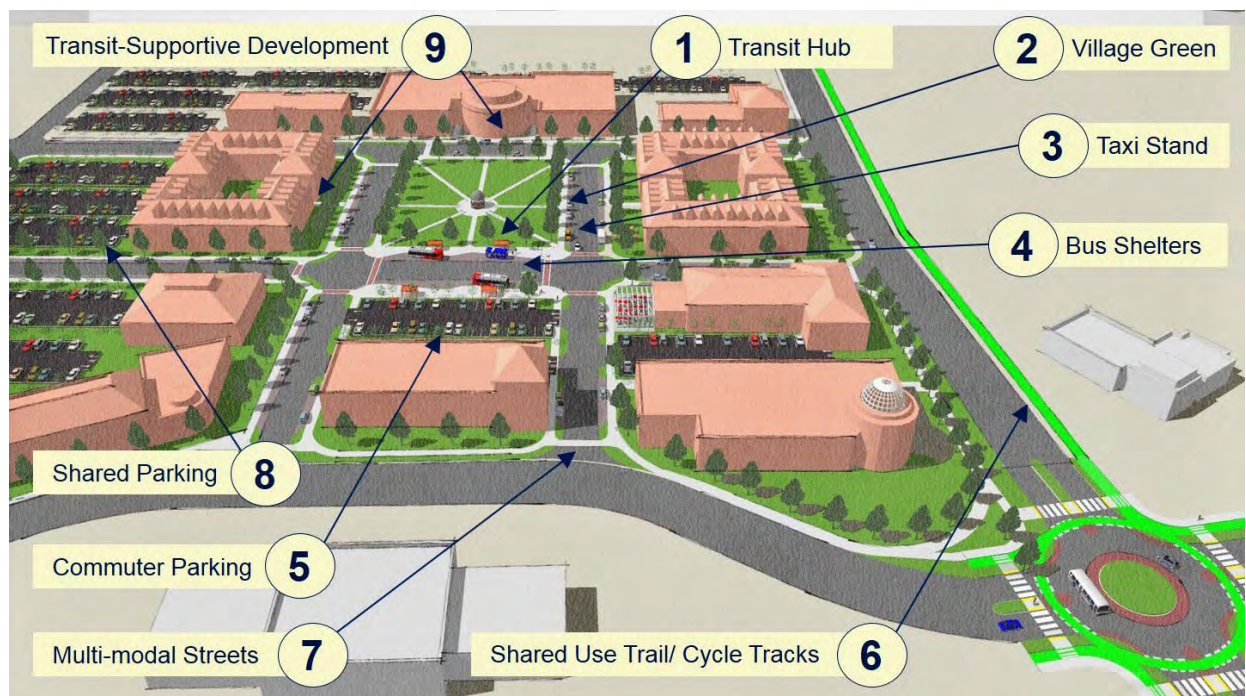 Transit-Supportive Development 9
1 Transit Hub
2 Village Green
3 Taxi Stand
4 Bus Shelters
Shared Parking 8
Commuter Parking 5
Multi-modal Streets 7
Shared Use Trail/ Cycle Tracks 6